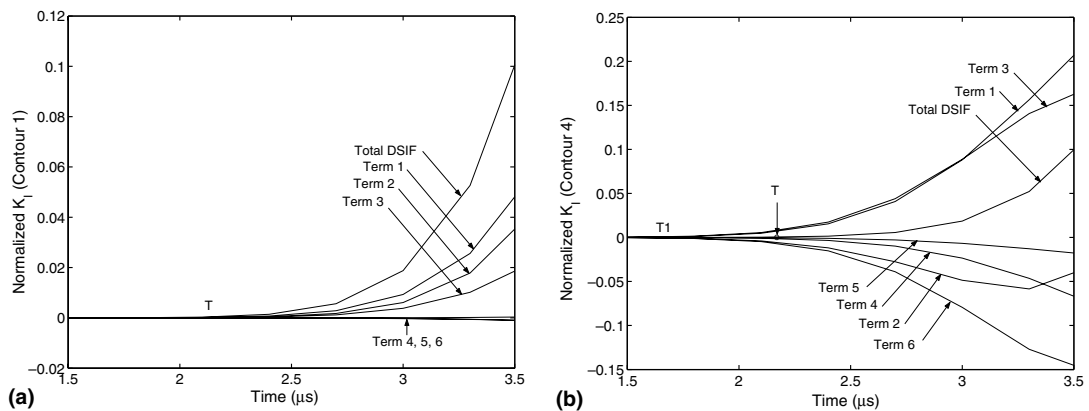 0.12
0.1
0.08
0.06
0.04
0.02
0
−0.02
Normalized K_I (Contour 1)
Total DSIF
Term 1
Term 2
Term 3
T
Term 4, 5, 6
1.5 2 2.5 3 3.5
Time (μs)
(a)
0.25
0.2
0.15
0.1
0.05
0
−0.05
−0.1
−0.15
Normalized K_I (Contour 4)
Term 3
Term 1
Total DSIF
T
T1
Term 5
Term 4
Term 2
Term 6
1.5 2 2.5 3 3.5
Time (μs)
(b)